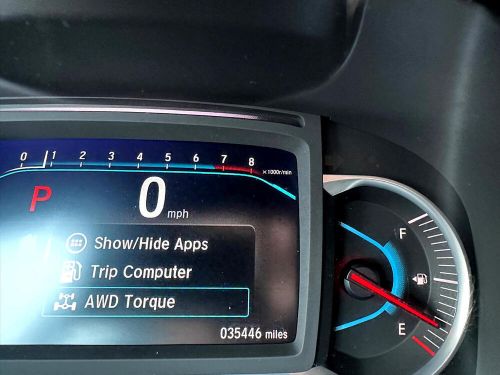 0 1 2 3 4 5 6 7 8
×1000r/min
P 0 mph
Show/Hide Apps
Trip Computer
AWD Torque
035446 miles
F
E